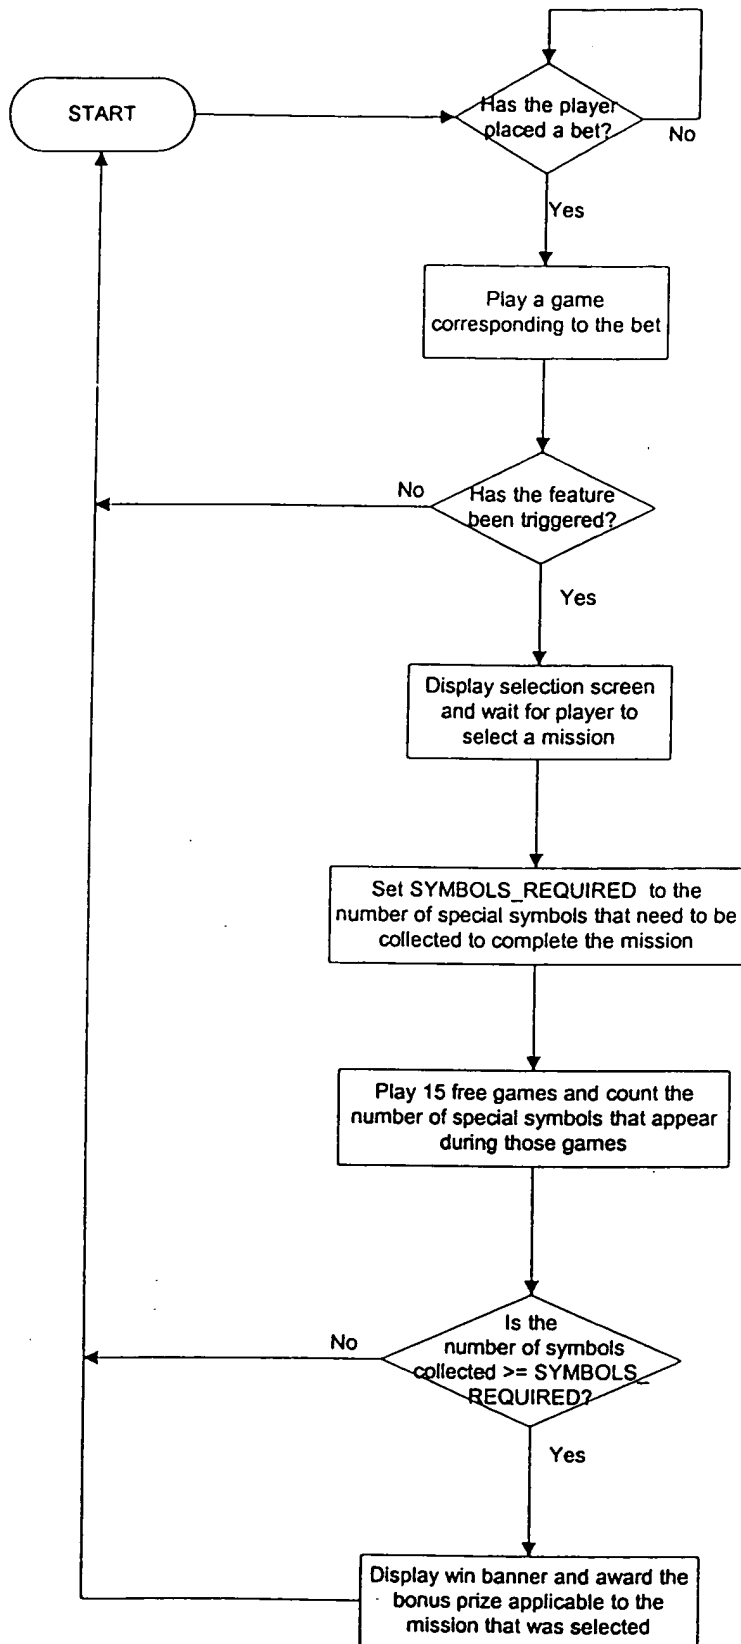 START
Has the player
placed a bet?
No
Yes
Play a game
corresponding to the bet
No
Has the feature
been triggered?
Yes
Display selection screen
and wait for player to
select a mission
Set SYMBOLS_REQUIRED to the
number of special symbols that need to be
collected to complete the mission
Play 15 free games and count the
number of special symbols that appear
during those games
Is the
No
number of symbols
collected >= SYMBOLS_
REQUIRED?
Yes
Display win banner and award the
bonus prize applicable to the
mission that was selected